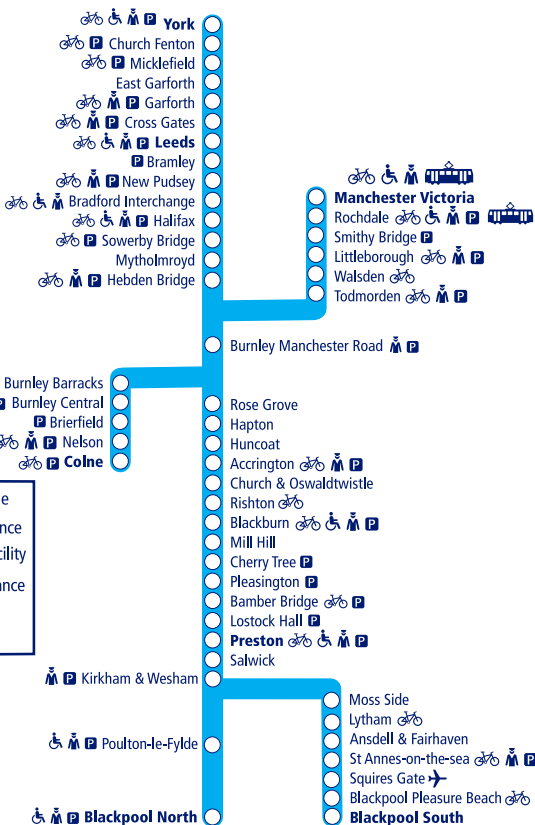 York
P Church Fenton
P Micklefield
East Garforth
P Garforth
P Cross Gates
P Leeds
P Bramley
P New Pudsey
Bradford Interchange
P Halifax
P Sowerby Bridge
Mytholmroyd
P Hebden Bridge
Manchester Victoria
Rochdale P
Smithy Bridge P
Littleborough P
Walsden
Todmorden P
Burnley Manchester Road P
Burnley Barracks
P Burnley Central
P Brierfield
P Nelson
P Colne
Rose Grove
Hapton
Huncoat
Accrington P
Church & Oswaldtwistle
Rishton
Blackburn P
Mill Hill
Cherry Tree P
Pleasington P
Bamber Bridge P
Lostock Hall P
Preston P
Salwick
P Kirkham & Wesham
P Poulton-le-Fylde
P Blackpool North
Moss Side
Lytham
Ansdell & Fairhaven
St Annes-on-the-sea P
Squires Gate
Blackpool Pleasure Beach
Blackpool South